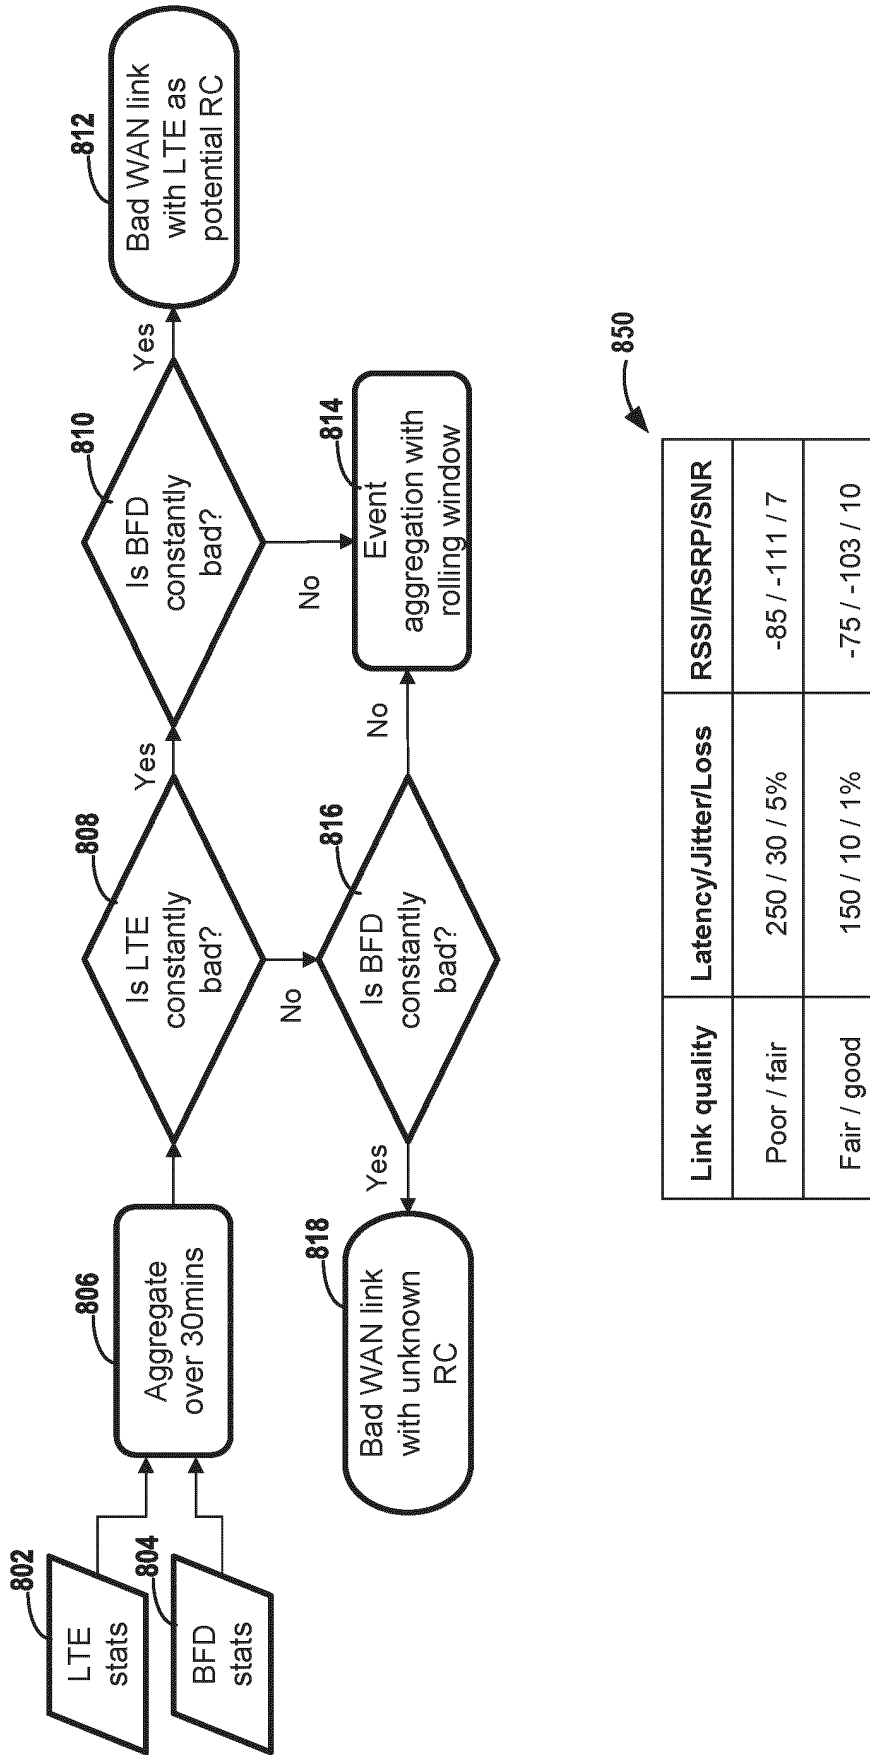 802
LTE
stats
804
BFD
stats
806
Aggregate
over 30mins
808
Is LTE
constantly
bad?
Yes
No
810
Is BFD
constantly
bad?
Yes
No
812
Bad WAN link
with LTE as
potential RC
814
Event
aggregation with
rolling window
816
Is BFD
constantly
bad?
No
Yes
818
Bad WAN link
with unknown
RC
850
Link quality Latency/Jitter/Loss RSSI/RSRP/SNR
Poor / fair 250 / 30 / 5% -85 / -111 / 7
Fair / good 150 / 10 / 1% -75 / -103 / 10